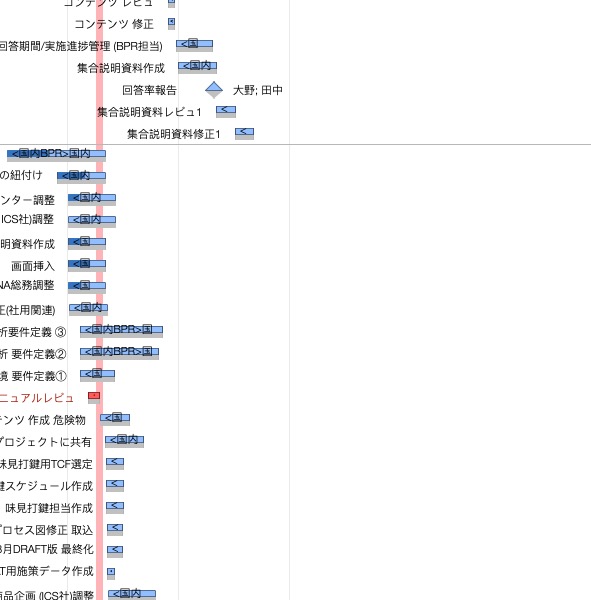 コンテンツ レビュ
コンテンツ 修正
回答期間/実施進捗管理 (BPR担当) <国
集合説明資料作成 <国内
回答率報告 大野; 田中
集合説明資料レビュ1 <
集合説明資料修正1 <
<国内BPR>国内
の紐付け <国内
ンター調整 <国内
ICS社)調整 <国内
明資料作成 <国
画面挿入 <国
NA総務調整 <国
正(社用関連) <国内
析要件定義 ③ <国内BPR>国
析 要件定義② <国内BPR>国
境 要件定義① <国
ニュアルレビュ
テンツ 作成 危険物 <国
プロジェクトに共有 <国内
味見打鍵用TCF選定 <
鍵スケジュール作成 <
味見打鍵担当作成 <
プロセス図修正 取込 <
3月DRAFT版 最終化 <
T用施策データ作成
商品企画 (ICS社)調整 <国内